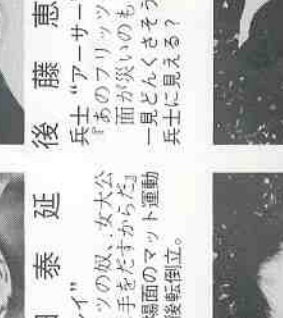 後藤恵
兵士“アーサー”
『あのフリッツ
面が災いのも
一見どんくさそう
兵士に見える？
泰延
イ”
ツの奴、女大公
手をだすからだ』
場面のマット運動
後転倒立。